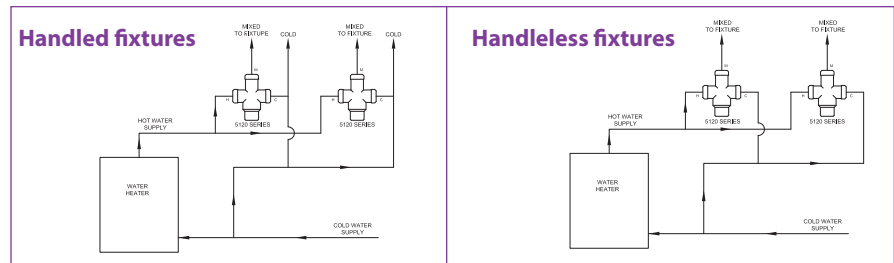 Handled fixtures
MIXED
TO FIXTUPE
COLD
MIXED
TO FIXTURE
COLD
M
H
C
5120 SERIES
M
H
C
5120 SERIES
HOT WATER
SUPPLY
WATER
HEATER
COLD WATER
SUPPLY
Handleless fixtures
MIXED
TO FIXTURE
MIXED
TO FIXTURE
M
H
C
5120 SERIES
M
H
C
5120 SERIES
HOT WATER
SUPPLY
WATER
HEATER
COLD WATER
SUPPLY